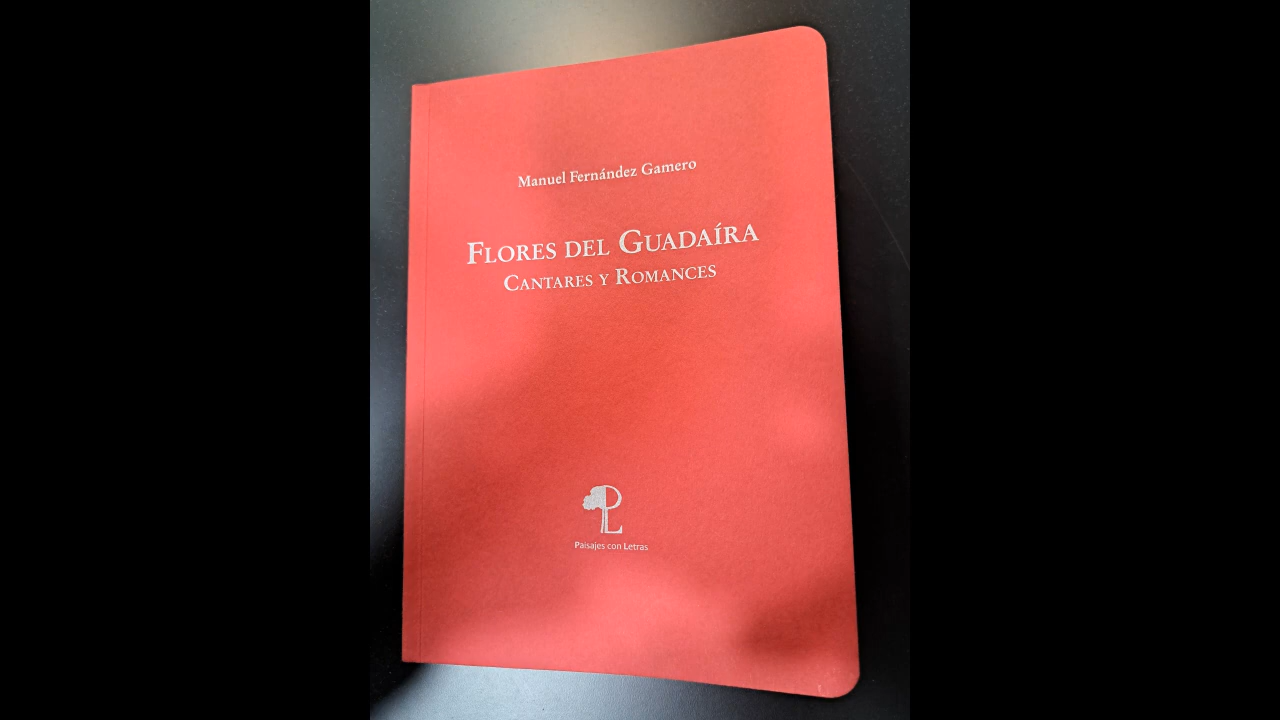 Manuel Fernández Gamero
FLORES DEL GUADAÍRA
CANTARES Y ROMANCES
PL
Paisajes con Letras